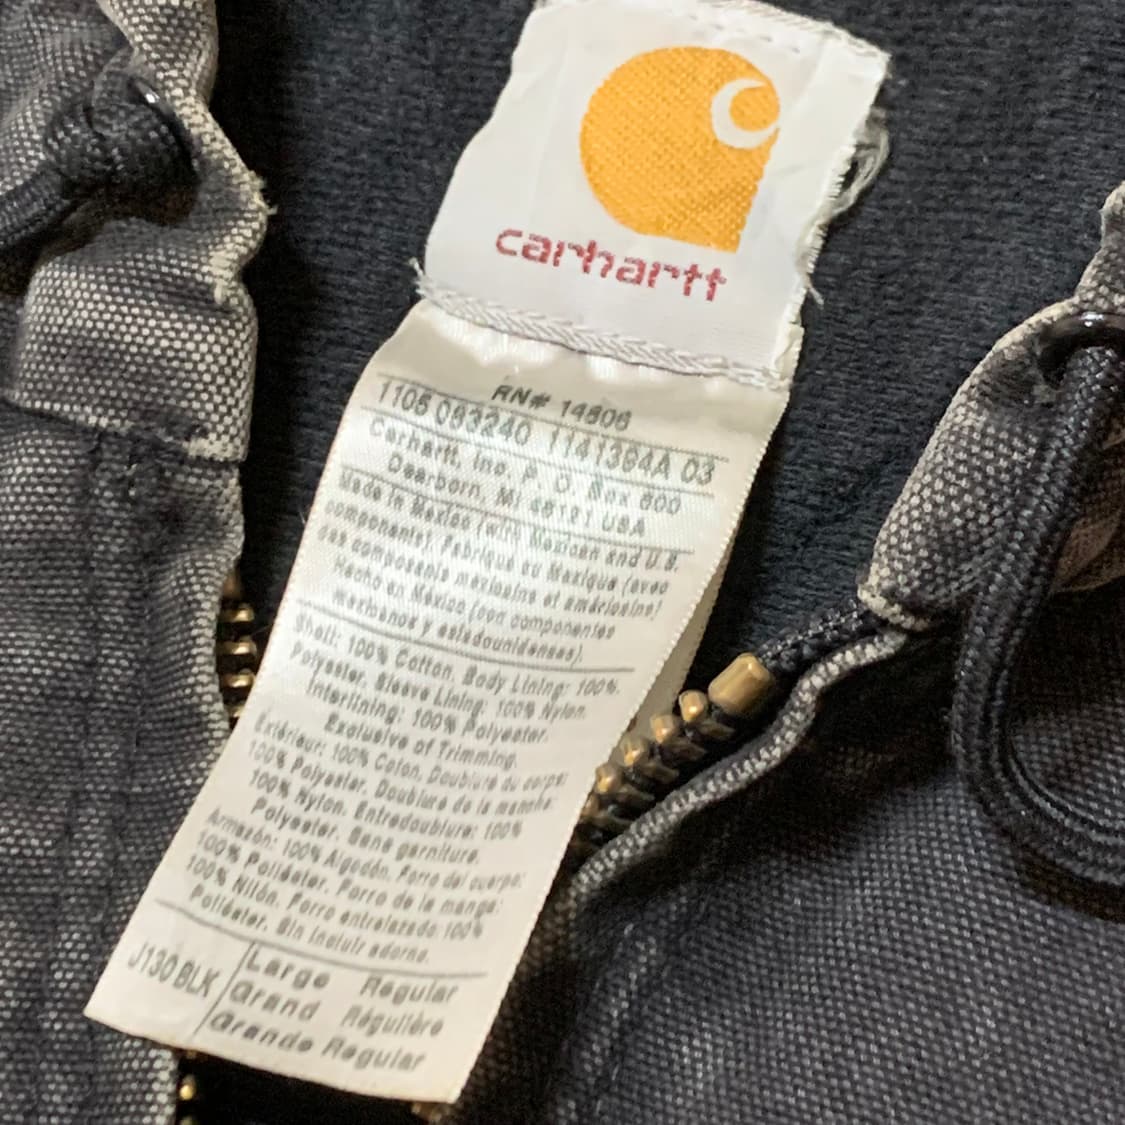 carhartt
RN# 14806
1106 083240 1141364A 03
Carhartt, Inc. P. O. Box 600
Dearborn, MI 48121 USA
Made in Mexico (with Mexican and U.S.
components). Fabriqué au Mexique (avec
des composants mexicains et américains)
Hecho en México (con componentes
mexicanos y estadounidenses).
Shell: 100% Cotton. Body Lining: 100%
Polyester. Sleeve Lining: 100% Nylon.
Interlining: 100% Polyester.
Exclusive of Trimming.
Extérieur: 100% Coton. Doublure du corps:
100% Polyester. Doublure de la manche:
100% Nylon. Entredoublure: 100%
Polyester. Sans garniture.
Armazón: 100% Algodón. Forro del cuerpo:
100% Poliéster. Forro de la manga:
100% Nilón. Forro entrelazado: 100%
Poliéster. Sin incluir adorno.
J130 BLK
Large Regular
Grand Régulière
Grande Regular